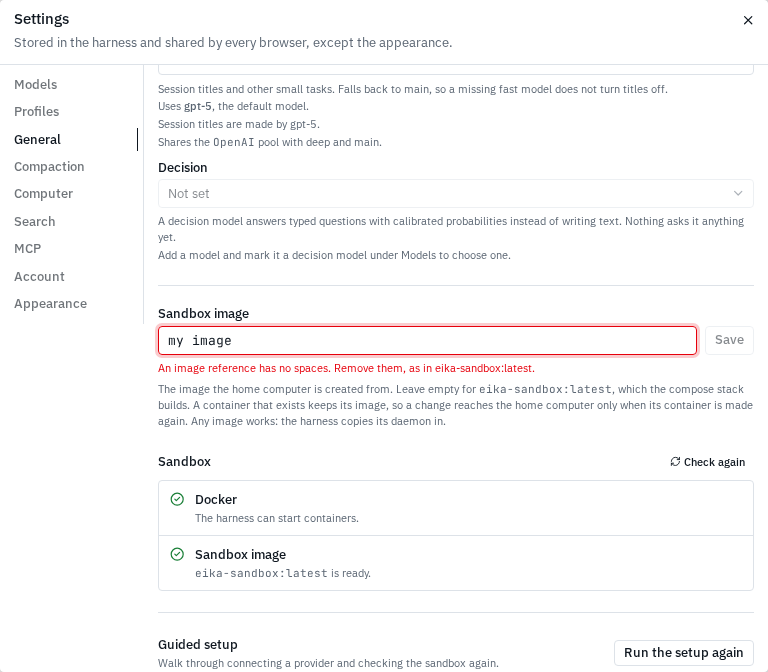 Settings
Stored in the harness and shared by every browser, except the appearance.
Models
Profiles
General
Compaction
Computer
Search
MCP
Account
Appearance
Session titles and other small tasks. Falls back to main, so a missing fast model does not turn titles off.
Uses gpt-5, the default model.
Session titles are made by gpt-5.
Shares the OpenAI pool with deep and main.
Decision
Not set
A decision model answers typed questions with calibrated probabilities instead of writing text. Nothing asks it anything
yet.
Add a model and mark it a decision model under Models to choose one.
Sandbox image
my image
Save
An image reference has no spaces. Remove them, as in eika-sandbox:latest.
The image the home computer is created from. Leave empty for eika-sandbox:latest, which the compose stack
builds. A container that exists keeps its image, so a change reaches the home computer only when its container is made
again. Any image works: the harness copies its daemon in.
Sandbox
Check again
Docker
The harness can start containers.
Sandbox image
eika-sandbox:latest is ready.
Guided setup
Walk through connecting a provider and checking the sandbox again.
Run the setup again